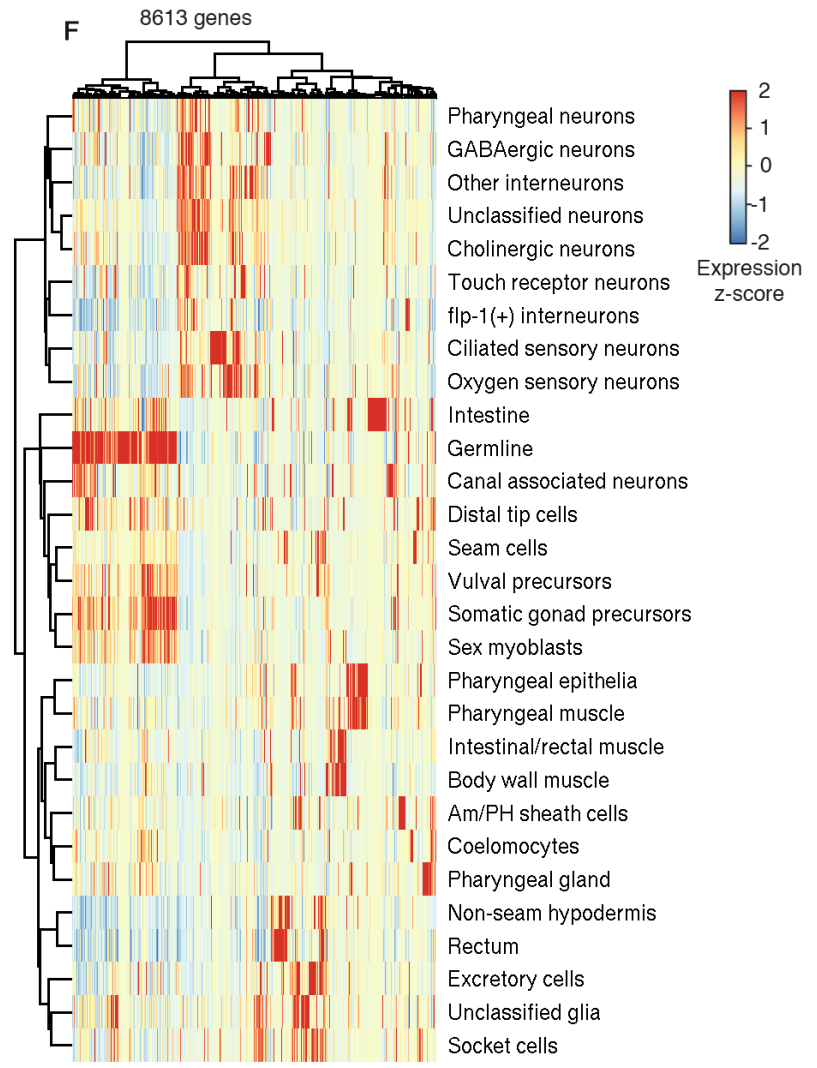 F
8613 genes
Pharyngeal neurons
GABAergic neurons
Other interneurons
Unclassified neurons
Cholinergic neurons
Touch receptor neurons
flp-1(+) interneurons
Ciliated sensory neurons
Oxygen sensory neurons
Intestine
Germline
Canal associated neurons
Distal tip cells
Seam cells
Vulval precursors
Somatic gonad precursors
Sex myoblasts
Pharyngeal epithelia
Pharyngeal muscle
Intestinal/rectal muscle
Body wall muscle
Am/PH sheath cells
Coelomocytes
Pharyngeal gland
Non-seam hypodermis
Rectum
Excretory cells
Unclassified glia
Socket cells
2
1
0
-1
-2
Expression
z-score